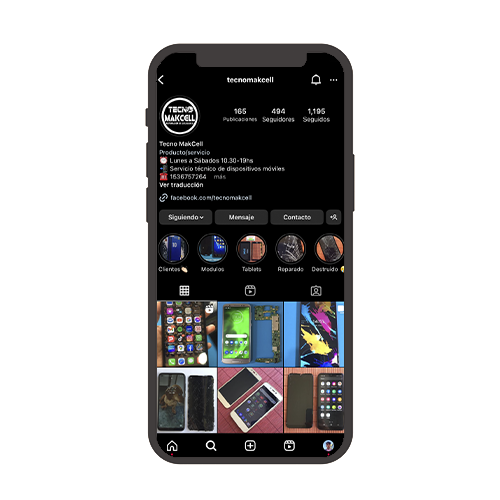 tecnomakcell
TECNO
MAKCELL
165
494
1,195
Publicaciones
Seguidores
Seguidos
Tecno MakCell
Producto/servicio
Lunes a Sábados 10.30-19hs
Servicio técnico de dispositivos móviles
1636757264 más
Ver traducción
facebook.com/tecnomakcell
Siguiendo
Mensaje
Contacto
Clientes
Modulos
Tablets
Reparado
Destruido